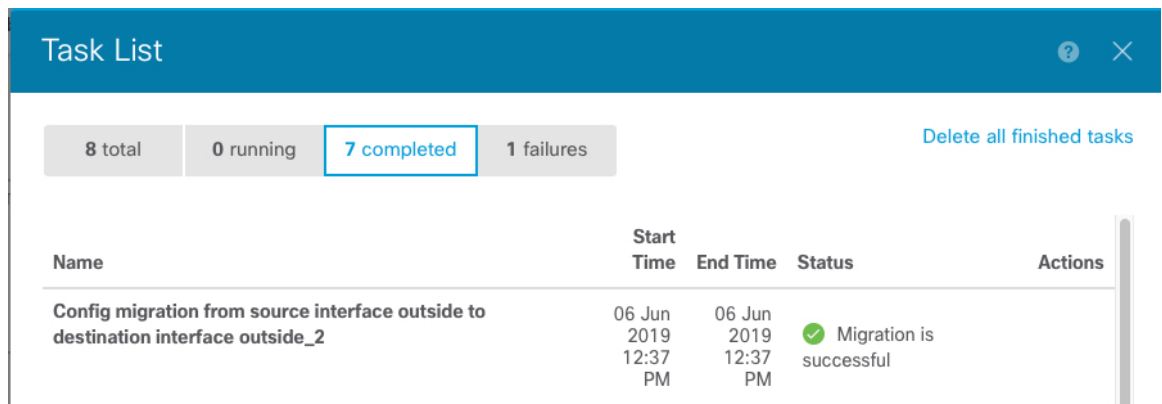 Task List
8 total 0 running 7 completed 1 failures
Delete all finished tasks
Name Start Time End Time Status Actions
Config migration from source interface outside to
destination interface outside_2
06 Jun
2019
12:37
PM
06 Jun
2019
12:37
PM
Migration is
successful